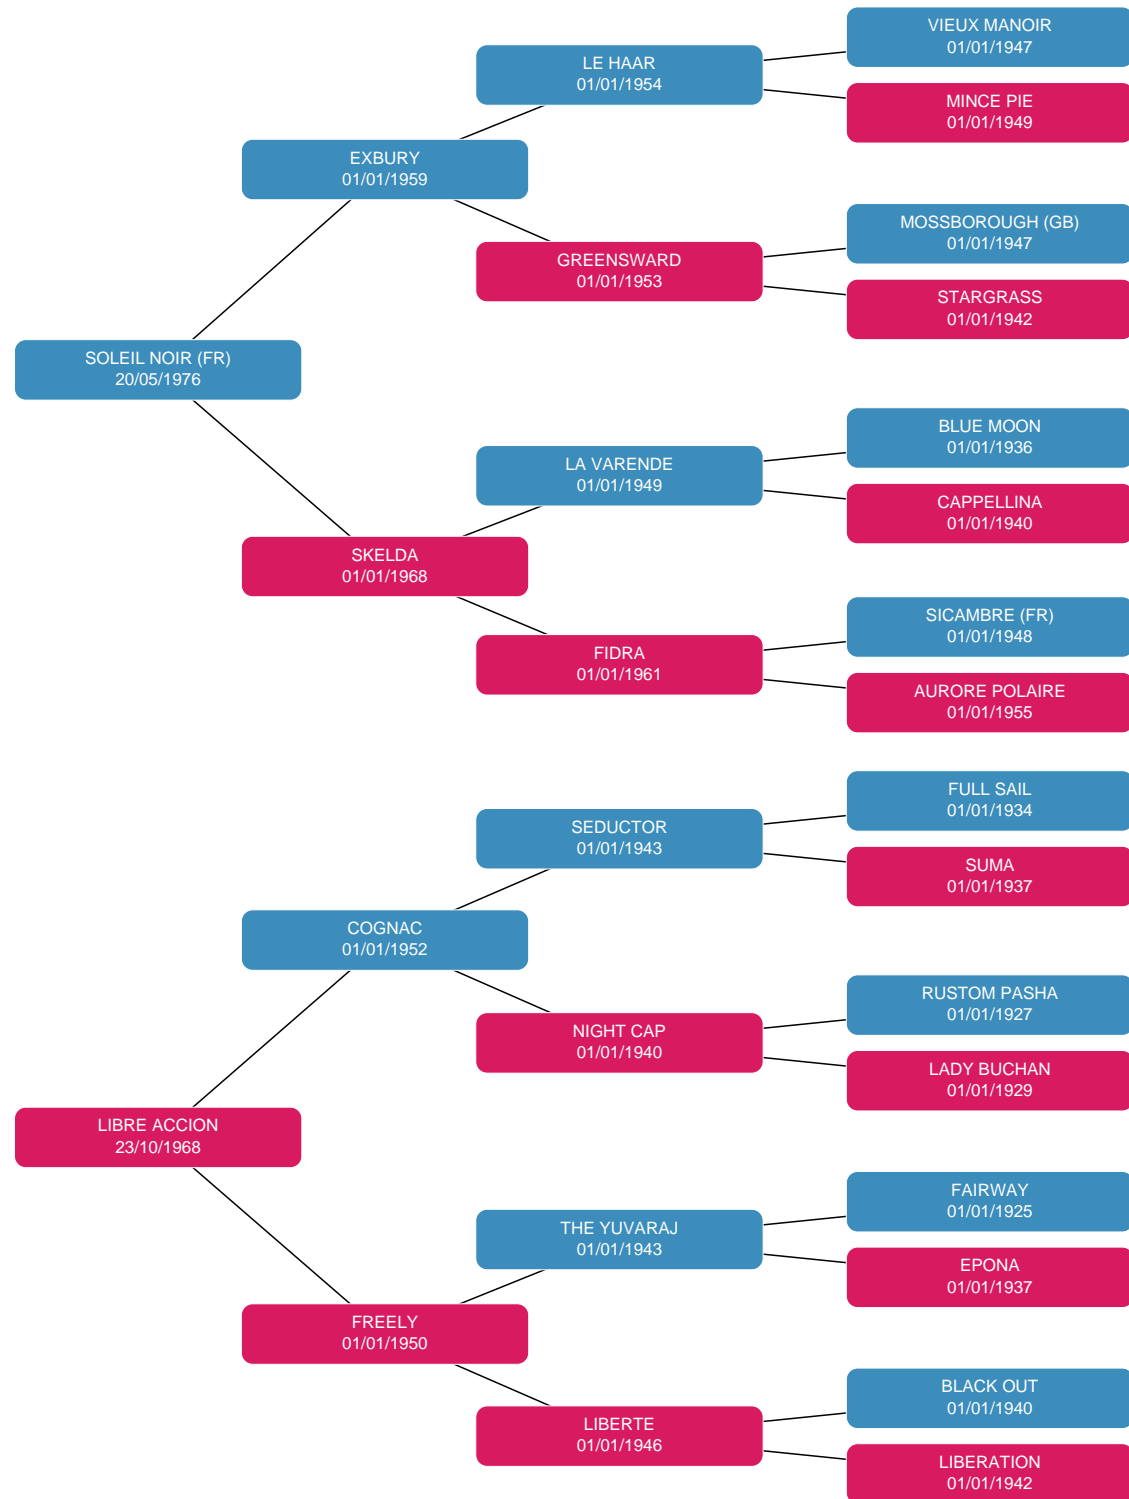 VIEUX MANOIR
01/01/1947
LE HAAR
01/01/1954
MINCE PIE
01/01/1949
EXBURY
01/01/1959
MOSSBOROUGH (GB)
01/01/1947
GREENSWARD
01/01/1953
STARGRASS
01/01/1942
SOLEIL NOIR (FR)
20/05/1976
BLUE MOON
01/01/1936
LA VARENDE
01/01/1949
CAPPELLINA
01/01/1940
SKELDA
01/01/1968
SICAMBRE (FR)
01/01/1948
FIDRA
01/01/1961
AURORE POLAIRE
01/01/1955
FULL SAIL
01/01/1934
SEDUCTOR
01/01/1943
SUMA
01/01/1937
COGNAC
01/01/1952
RUSTOM PASHA
01/01/1927
NIGHT CAP
01/01/1940
LADY BUCHAN
01/01/1929
LIBRE ACCION
23/10/1968
FAIRWAY
01/01/1925
THE YUVARAJ
01/01/1943
EPONA
01/01/1937
FREELY
01/01/1950
BLACK OUT
01/01/1940
LIBERTE
01/01/1946
LIBERATION
01/01/1942